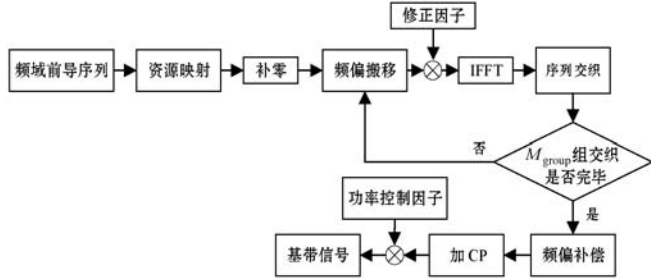 修正因子
频域前导序列
资源映射
补零
频偏搬移
IFFT
序列交织
否
M_group组交织
是否完毕
功率控制因子
是
基带信号
加CP
频偏补偿